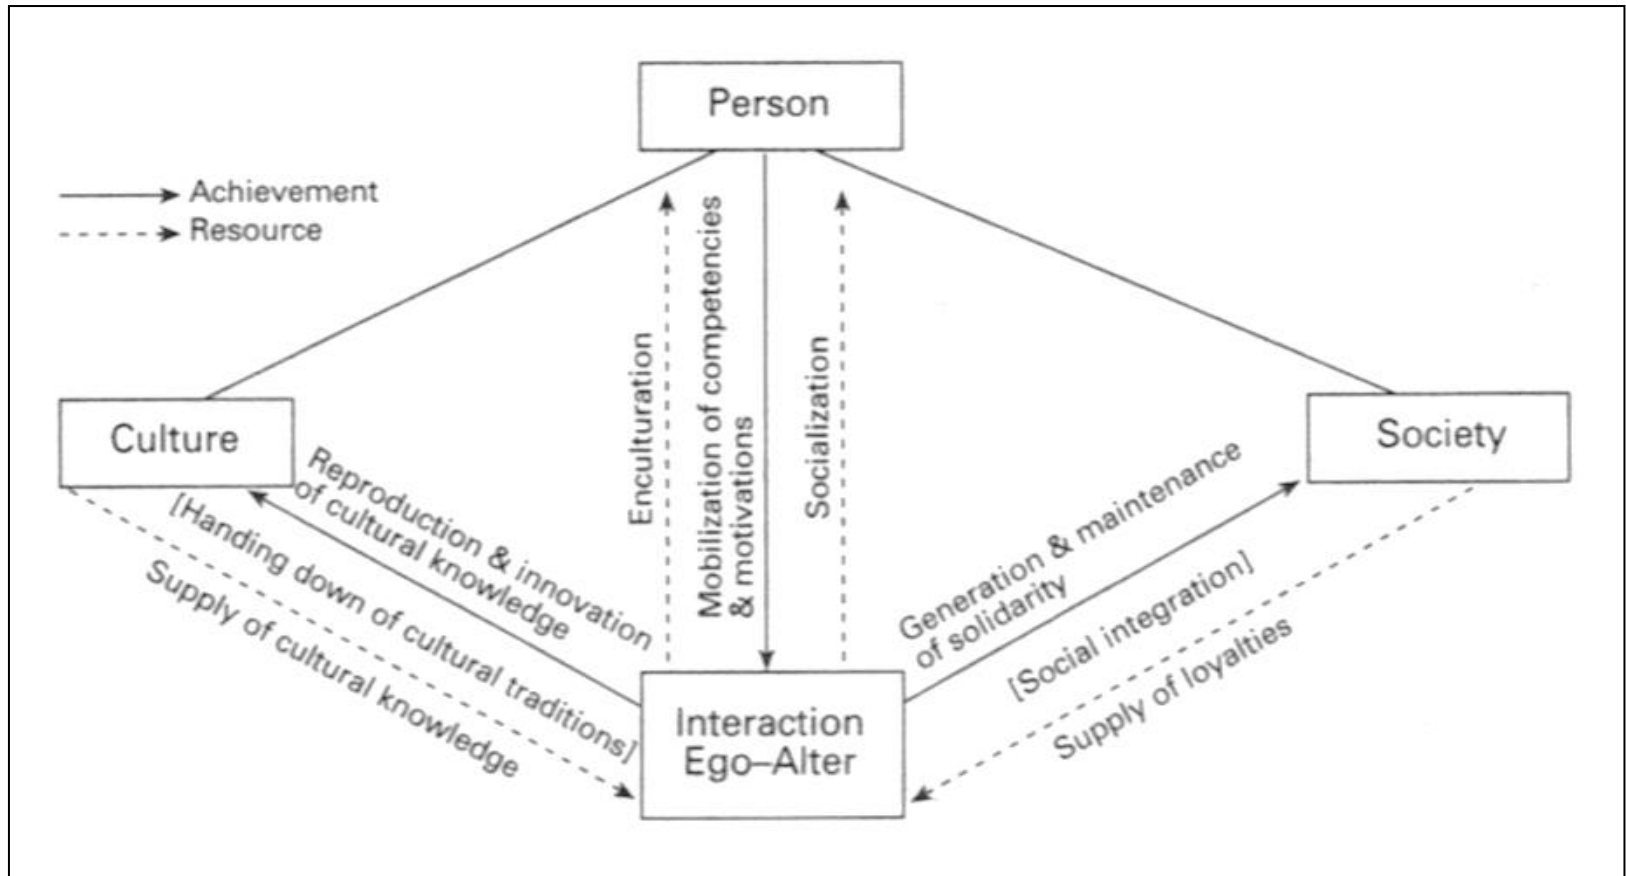 Person
Achievement
Resource
Enculturation
Mobilization of competencies
& motivations
Socialization
Culture
Society
Reproduction & innovation
of cultural knowledge
[Handing down of cultural traditions]
Supply of cultural knowledge
Generation & maintenance
of solidarity
[Social integration]
Supply of loyalties
Interaction
Ego–Alter